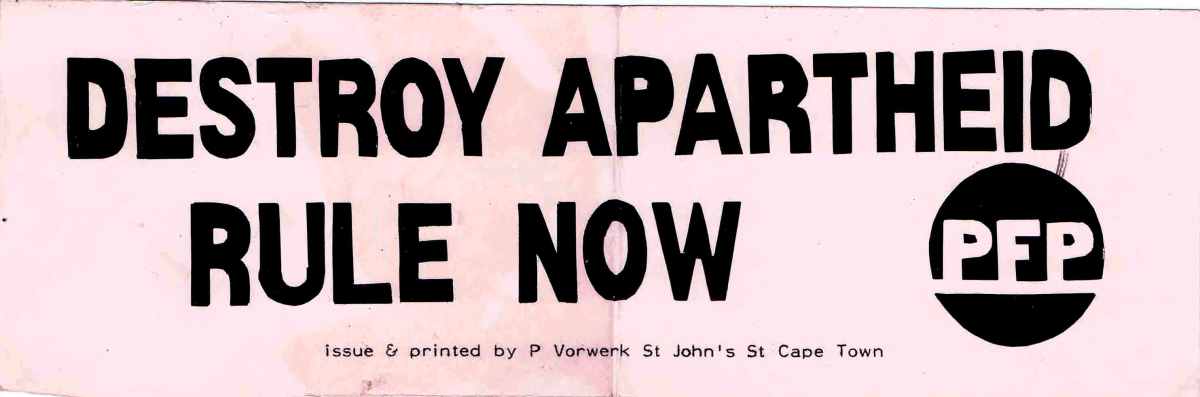 DESTROY APARTHEID
RULE NOW
PFP
issue & printed by P Vorwerk St John's St Cape Town